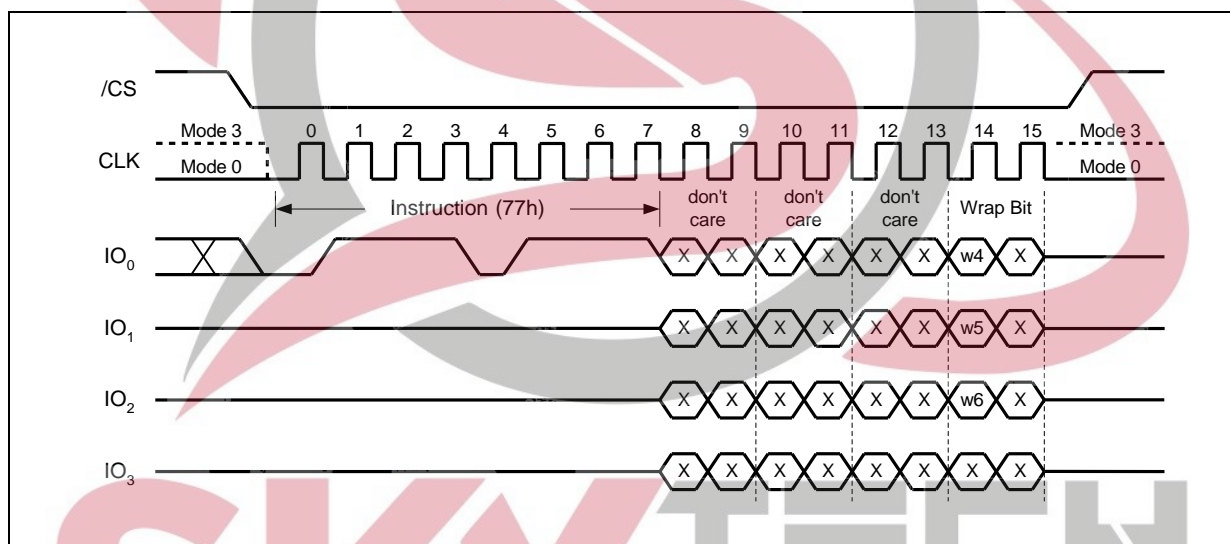 /CS
Mode 3 0 1 2 3 4 5 6 7 8 9 10 11 12 13 14 15 Mode 3
CLK
Mode 0 Mode 0
Instruction (77h) don't care don't care don't care Wrap Bit
IO0 X X X X X X w4 X
IO1 X X X X X X w5 X
IO2 X X X X X X w6 X
IO3 X X X X X X X X
SKYTECH